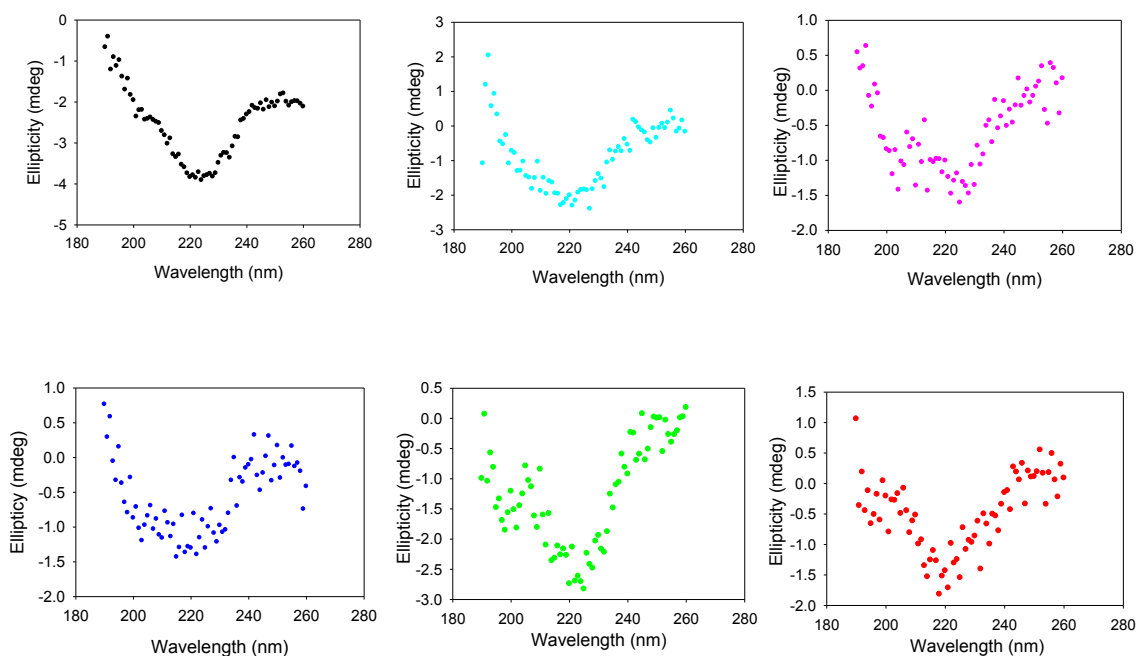 0
-1
-2
-3
-4
-5
Ellipticity (mdeg)
180 200 220 240 260 280
Wavelength (nm)
3
2
1
0
-1
-2
-3
Ellipticity (mdeg)
180 200 220 240 260 280
Wavelength (nm)
1.0
0.5
0.0
-0.5
-1.0
-1.5
-2.0
Ellipticity (mdeg)
180 200 220 240 260 280
Wavelength (nm)
1.0
0.5
0.0
-0.5
-1.0
-1.5
-2.0
Ellipticy (mdeg)
180 200 220 240 260 280
Wavelength (nm)
0.5
0.0
-0.5
-1.0
-1.5
-2.0
-2.5
-3.0
Ellipticity (mdeg)
180 200 220 240 260 280
Wavelength (nm)
1.5
1.0
0.5
0.0
-0.5
-1.0
-1.5
-2.0
Ellipticity (mdeg)
180 200 220 240 260 280
Wavelength (nm)